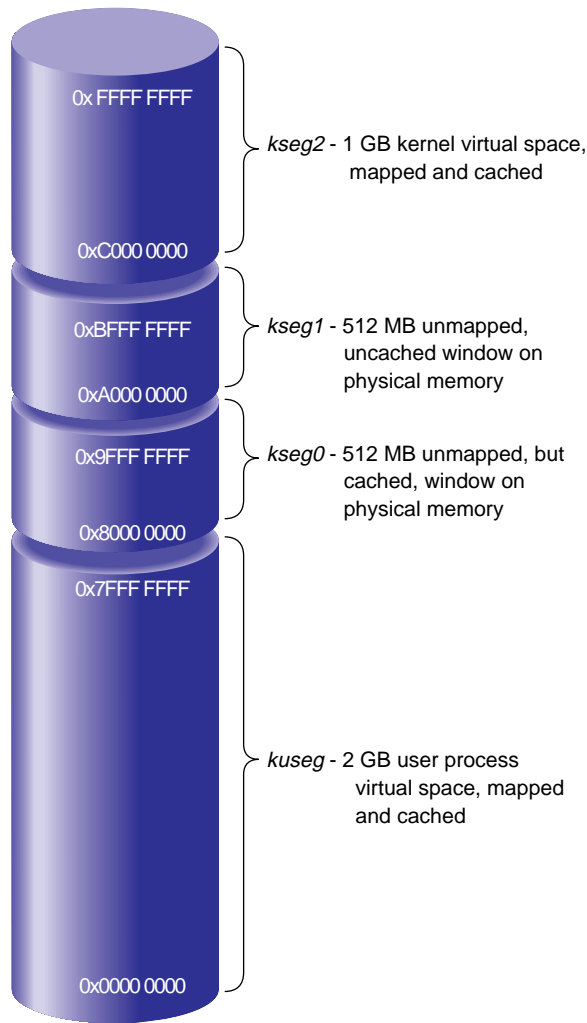 0x FFFF FFFF
kseg2 - 1 GB kernel virtual space,
mapped and cached
0xC000 0000
0xBFFF FFFF
kseg1 - 512 MB unmapped,
uncached window on
physical memory
0xA000 0000
0x9FFF FFFF
kseg0 - 512 MB unmapped, but
cached, window on
physical memory
0x8000 0000
0x7FFF FFFF
kuseg - 2 GB user process
virtual space, mapped
and cached
0x0000 0000